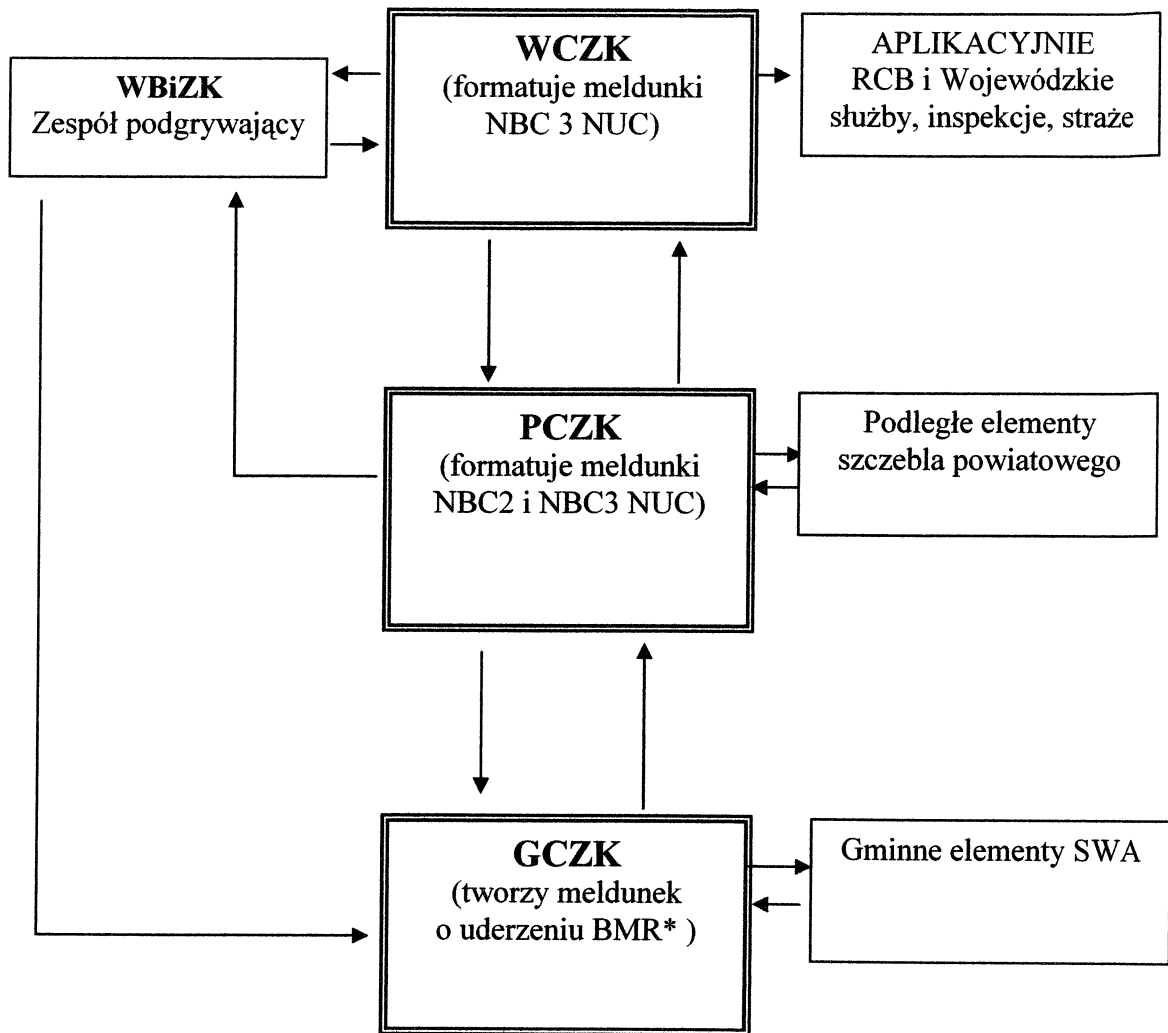 WBiZK
Zespół podgrywający
WCZK
(formatuje meldunki
NBC 3 NUC)
APLIKACYJNIE
RCB i Wojewódzkie
służby, inspekcje, straże
PCZK
(formatuje meldunki
NBC2 i NBC3 NUC)
Podległe elementy
szczebla powiatowego
GCZK
(tworzy meldunek
o uderzeniu BMR* )
Gminne elementy SWA